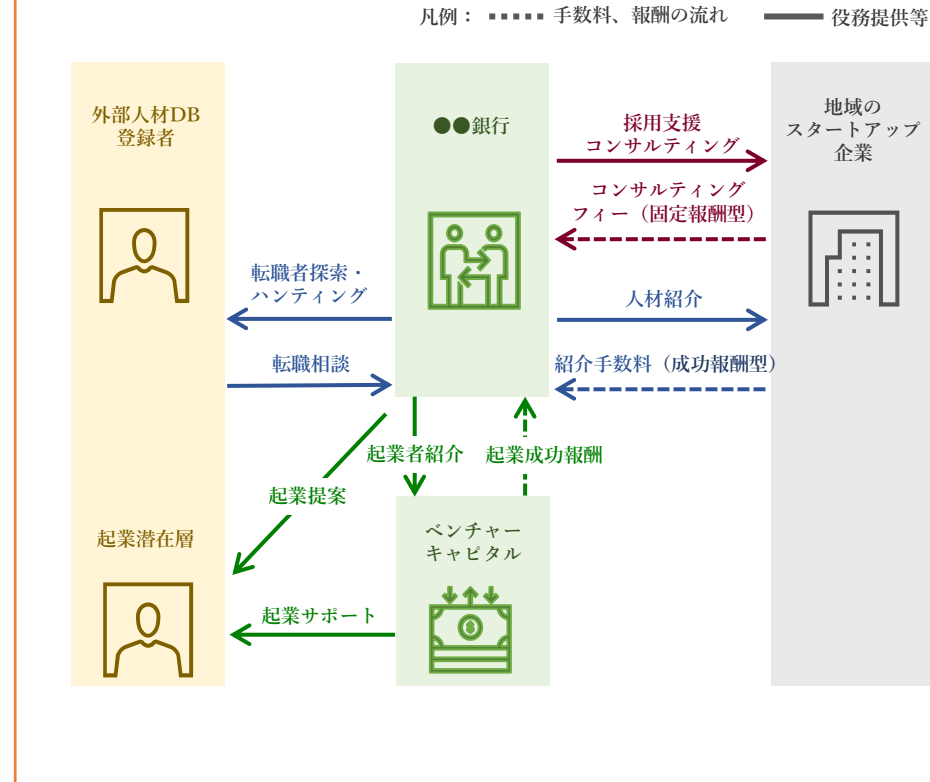 凡例： 手数料、報酬の流れ 役務提供等
外部人材DB
登録者
●●銀行
地域の
スタートアップ
企業
採用支援
コンサルティング
コンサルティング
フィー（固定報酬型）
転職者探索・
ハンティング
人材紹介
転職相談
紹介手数料（成功報酬型）
起業者紹介
起業成功報酬
起業提案
起業潜在層
ベンチャー
キャピタル
起業サポート